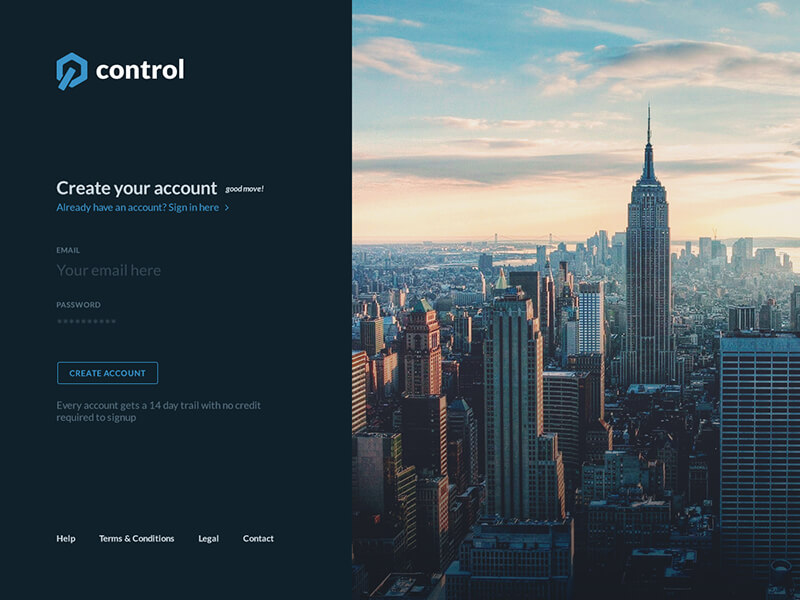 control
Create your account good move!
Already have an account? Sign in here >
EMAIL
Your email here
PASSWORD
**********
CREATE ACCOUNT
Every account gets a 14 day trail with no credit
required to signup
Help Terms & Conditions Legal Contact